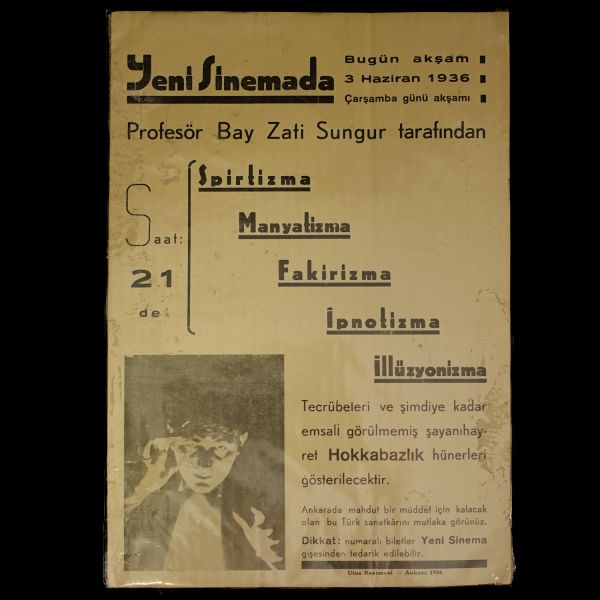 Yeni Sinemada
Bugün akşam
3 Haziran 1936
Çarşamba günü akşamı
Profesör Bay Zati Sungur tarafından
Saat:
21
de
Spirtizma
Manyatizma
Fakirizma
İpnotizma
İllüzyonizma
Tecrübeleri ve şimdiye kadar
emsali görülmemiş şayanıhay-
ret Hokkabazlık hünerleri
gösterilecektir.
Ankarada mahdut bir müddet için kalacak
olan bu Türk sanatkârını mutlaka görünüz.
Dikkat: numaralı biletler Yeni Sinema
gişesinden tedarik edilebilir.
Ulus Basımevi — Ankara 1936